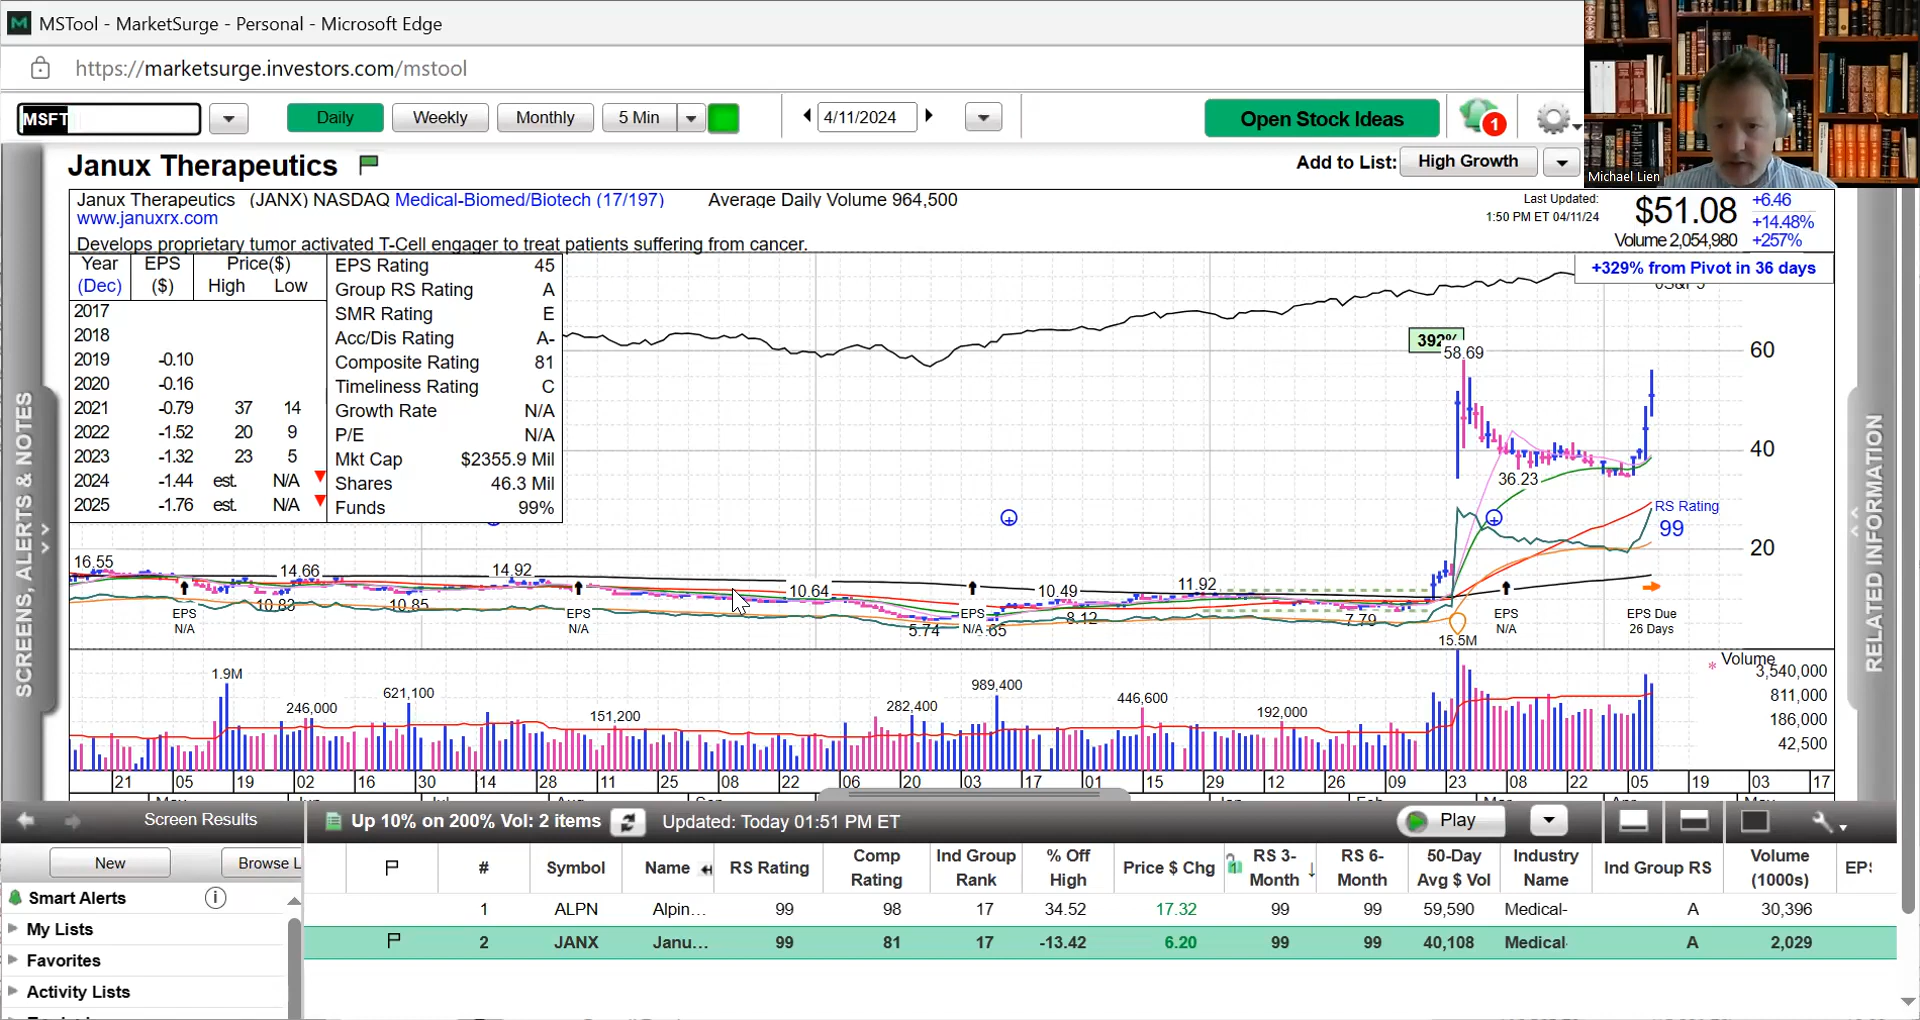 MSTool - MarketSurge - Personal - Microsoft Edge
https://marketsurge.investors.com/mstool
MSFT
Daily
Weekly
Monthly
5 Min
4/11/2024
Open Stock Ideas
1
Michael Lien
Janux Therapeutics
Add to List:
High Growth
Janux Therapeutics (JANX) NASDAQ Medical-Biomed/Biotech (17/197) Average Daily Volume 964,500
www.januxrx.com
Develops proprietary tumor activated T-Cell engager to treat patients suffering from cancer.
Last Updated:
1:50 PM ET 04/11/24
$51.08
+6.46
+14.48%
Volume 2,054,980
+257%
+329% from Pivot in 36 days
Year EPS Price($)
(Dec) ($) High Low
2017
2018
2019 -0.10
2020 -0.16
2021 -0.79 37 14
2022 -1.52 20 9
2023 -1.32 23 5
2024 -1.44 est. N/A
2025 -1.76 est. N/A
EPS Rating 45
Group RS Rating A
SMR Rating E
Acc/Dis Rating A-
Composite Rating 81
Timeliness Rating C
Growth Rate N/A
P/E N/A
Mkt Cap $2355.9 Mil
Shares 46.3 Mil
Funds 99%
392%
58.69
60
40
36.23
RS Rating
99
20
16.55
14.66
14.92
10.83
10.85
10.64
5.74
10.49
8.12
11.92
7.79
EPS
N/A
EPS
N/A
EPS
N/A
EPS
N/A
EPS Due
26 Days
15.5M
Volume
3,540,000
811,000
186,000
42,500
1.9M
246,000
621,100
151,200
282,400
989,400
446,600
192,000
21 05 19 02 16 30 14 28 11 25 08 22 06 20 03 17 01 15 29 12 26 09 23 08 22 05 19 03 17
SCREENS, ALERTS & NOTES
RELATED INFORMATION
Screen Results
Up 10% on 200% Vol: 2 items
Updated: Today 01:51 PM ET
Play
New
Browse L
Smart Alerts
My Lists
Favorites
Activity Lists
# Symbol Name RS Rating Comp Rating Ind Group Rank % Off High Price $ Chg 1 RS 3-Month RS 6-Month 50-Day Avg $ Vol Industry Name Ind Group RS Volume (1000s)
1 ALPN Alpin... 99 98 17 34.52 17.32 99 99 59,590 Medical- A 30,396
2 JANX Janu... 99 81 17 -13.42 6.20 99 99 40,108 Medical- A 2,029